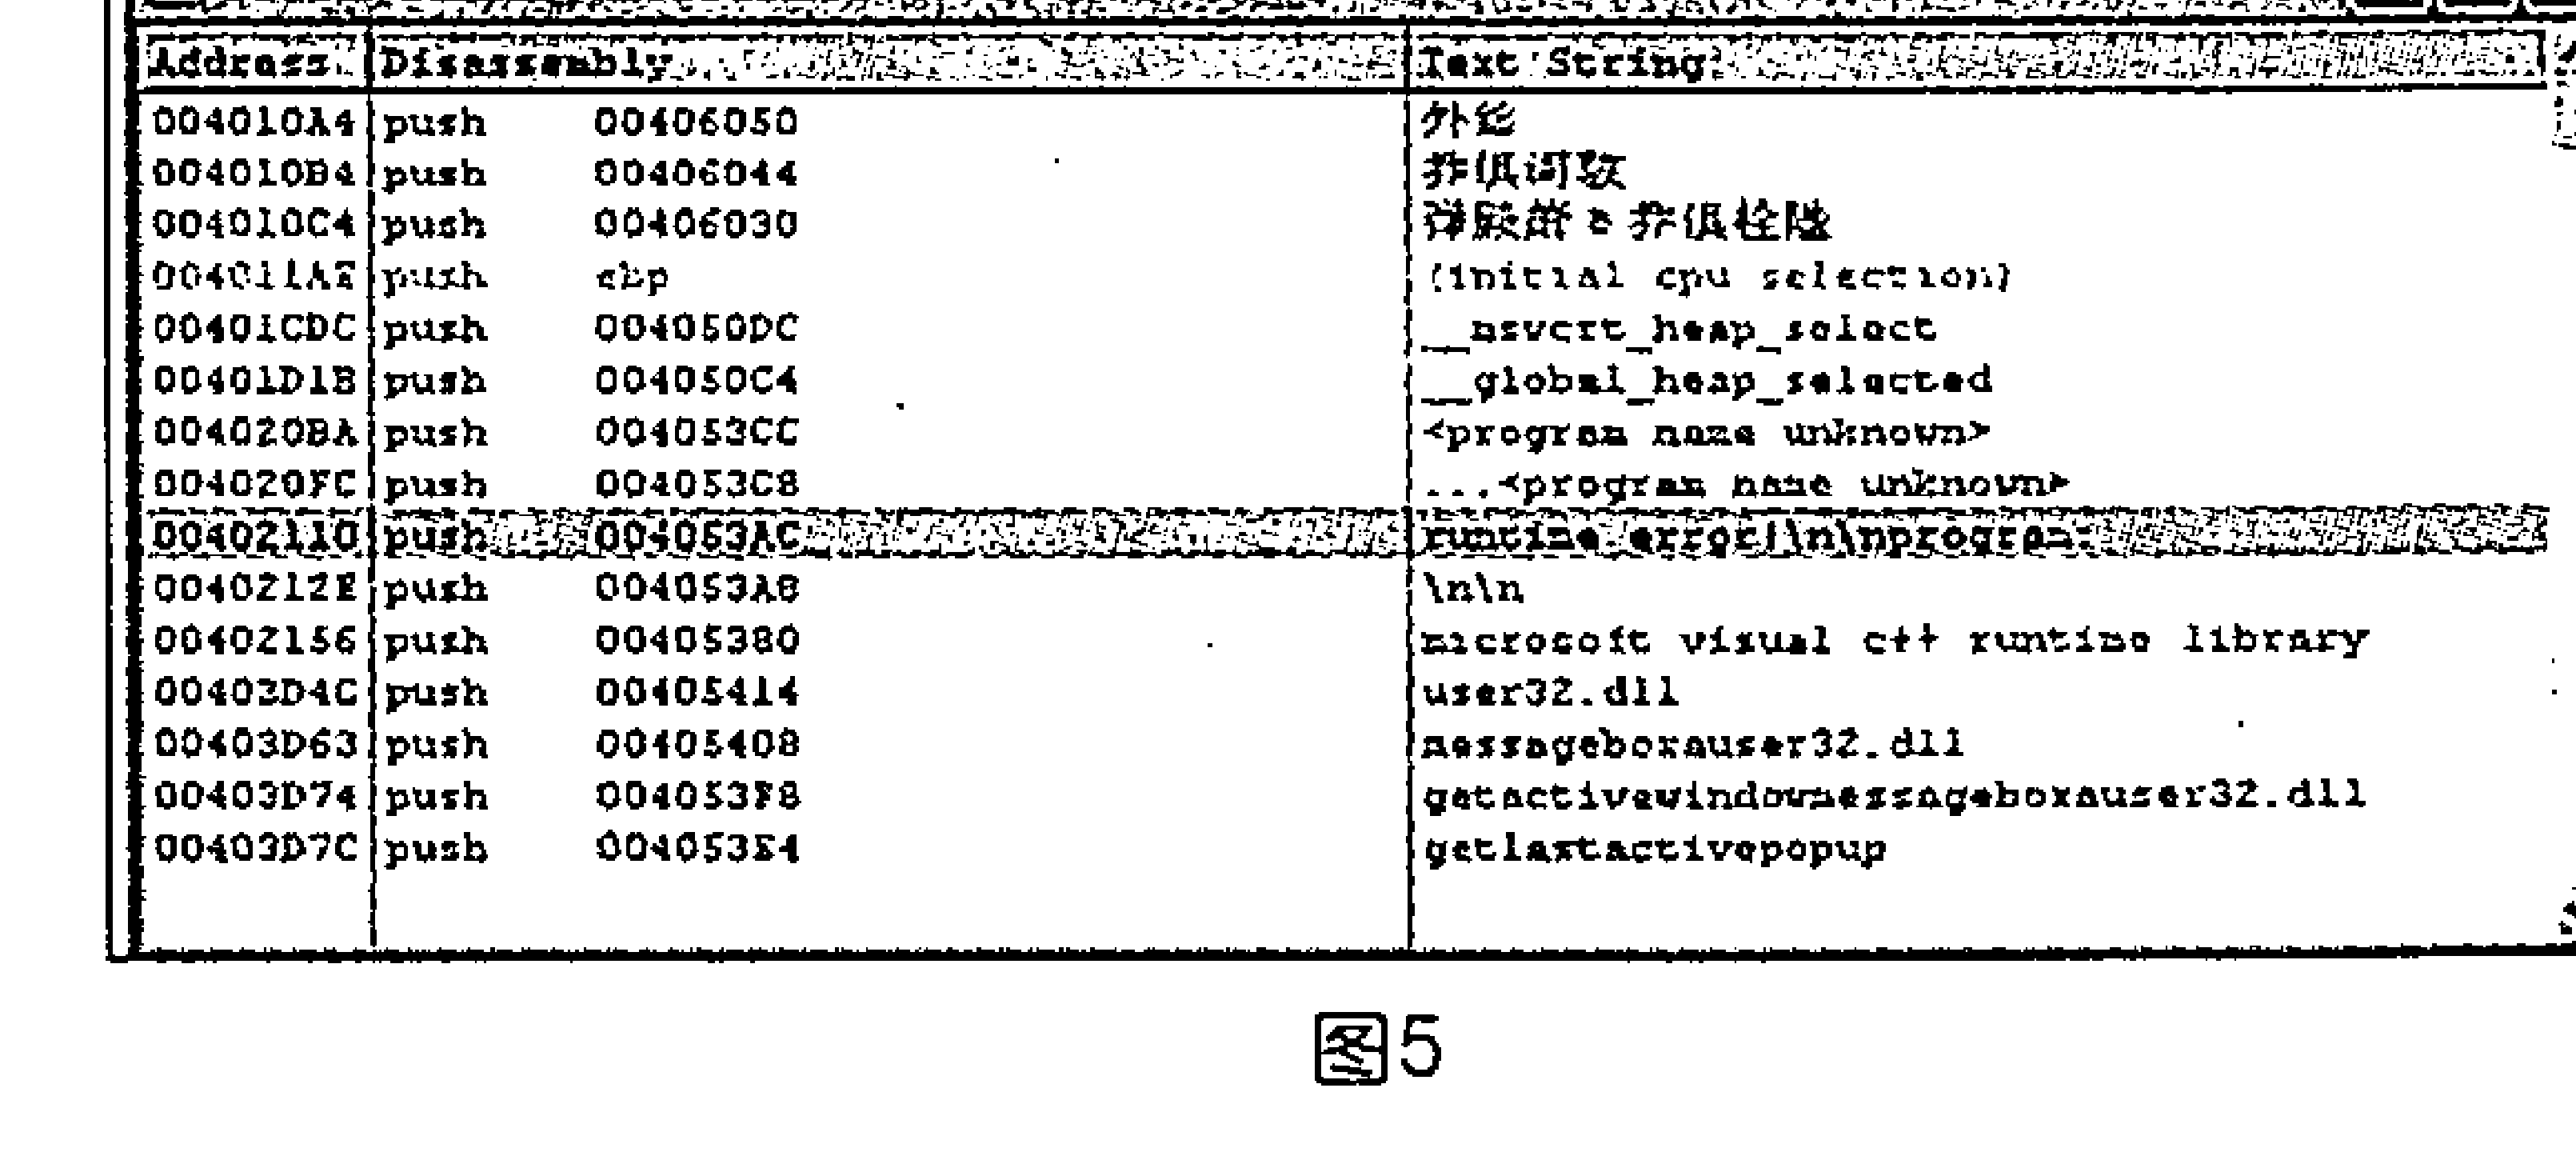 Address Disassembly Text String
004010A4 push 00406050
004010B4 push 00406044
004010C4 push 00406030
004011AE push ebp (initial cpu selection)
00401CDC push 004050DC __msvcrt_heap_select
00401D1B push 004050C4 __global_heap_selected
004020BA push 004053CC <program name unknown>
004020FC push 004053C8 ...<program name unknown>
00402110 push 004053AC runtime error!\n\nprogram:
0040212E push 004053A8 \n\n
00402156 push 00405380 microsoft visual c++ runtime library
00403D4C push 00405414 user32.dll
00403D63 push 00405408 messageboxauser32.dll
00403D74 push 004053F8 getactivewindowmessageboxauser32.dll
00403D7C push 004053E4 getlastactivepopup
图5